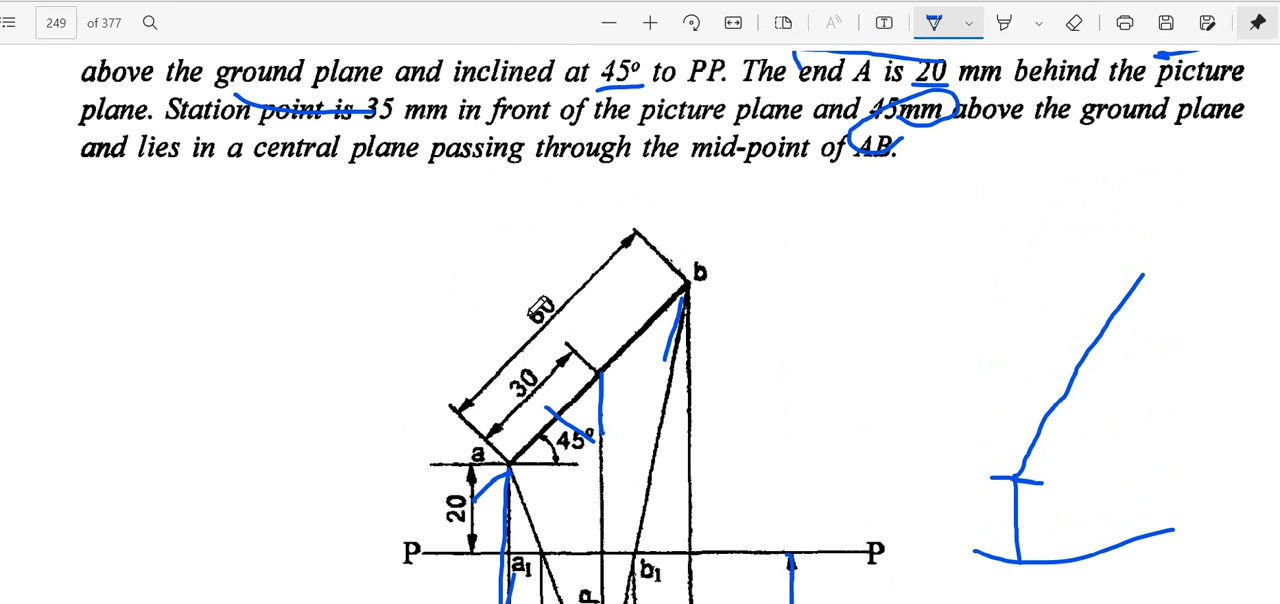 249 of 377
above the ground plane and inclined at 45° to PP. The end A is 20 mm behind the picture
plane. Station point is 35 mm in front of the picture plane and 45mm above the ground plane
and lies in a central plane passing through the mid-point of AB.
b
60
30
45°
a
20
P P
a₁ b₁
P